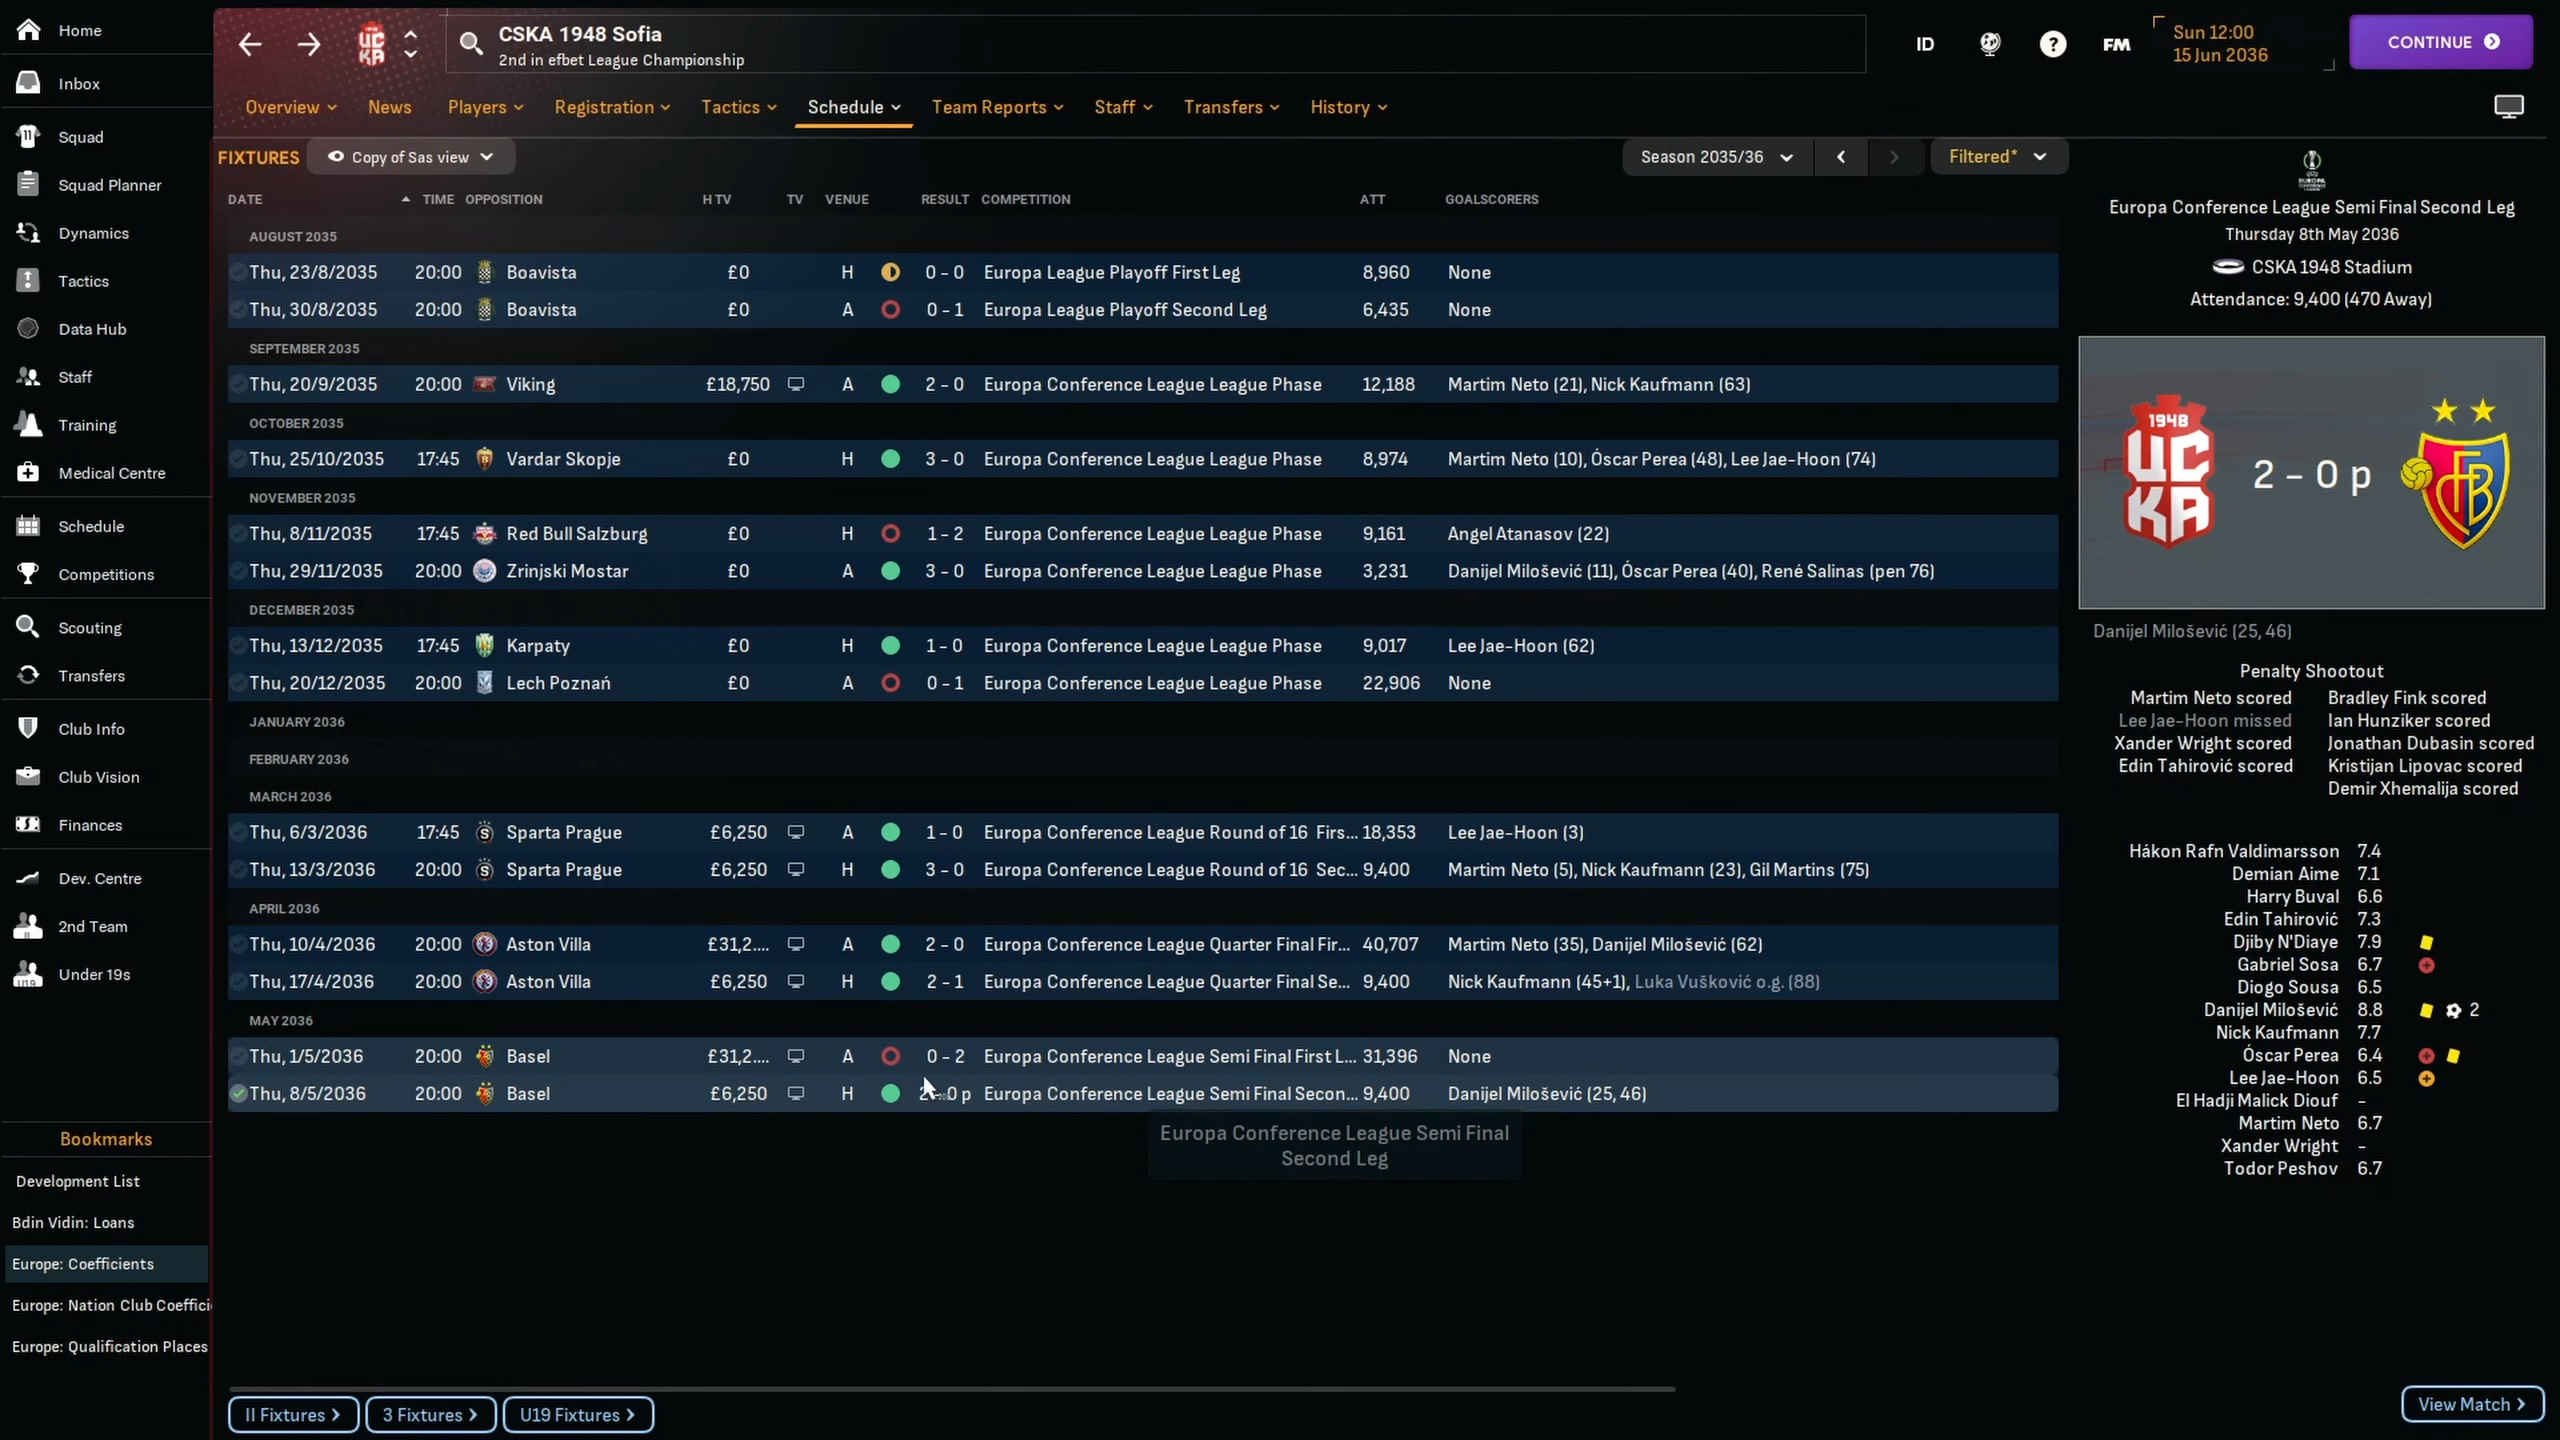 Home
Inbox
Squad
Squad Planner
Dynamics
Tactics
Data Hub
Staff
Training
Medical Centre
Schedule
Competitions
Scouting
Transfers
Club Info
Club Vision
Finances
Dev. Centre
2nd Team
Under 19s
Bookmarks
Development List
Bdin Vidin: Loans
Europe: Coefficients
Europe: Nation Club Coeffici
Europe: Qualification Places
CSKA 1948 Sofia
2nd in efbet League Championship
ID
FM
Sun 12:00
15 Jun 2036
CONTINUE
Overview News Players Registration Tactics Schedule Team Reports Staff Transfers History
FIXTURES Copy of Sas view Season 2035/36 Filtered*
DATE TIME OPPOSITION H TV TV VENUE RESULT COMPETITION ATT GOALSCORERS
AUGUST 2035
Thu, 23/8/2035 20:00 Boavista £0 H 0 - 0 Europa League Playoff First Leg 8,960 None
Thu, 30/8/2035 20:00 Boavista £0 A 0 - 1 Europa League Playoff Second Leg 6,435 None
SEPTEMBER 2035
Thu, 20/9/2035 20:00 Viking £18,750 A 2 - 0 Europa Conference League League Phase 12,188 Martim Neto (21), Nick Kaufmann (63)
OCTOBER 2035
Thu, 25/10/2035 17:45 Vardar Skopje £0 H 3 - 0 Europa Conference League League Phase 8,974 Martim Neto (10), Óscar Perea (48), Lee Jae-Hoon (74)
NOVEMBER 2035
Thu, 8/11/2035 17:45 Red Bull Salzburg £0 H 1 - 2 Europa Conference League League Phase 9,161 Angel Atanasov (22)
Thu, 29/11/2035 20:00 Zrinjski Mostar £0 A 3 - 0 Europa Conference League League Phase 3,231 Danijel Milošević (11), Óscar Perea (40), René Salinas (pen 76)
DECEMBER 2035
Thu, 13/12/2035 17:45 Karpaty £0 H 1 - 0 Europa Conference League League Phase 9,017 Lee Jae-Hoon (62)
Thu, 20/12/2035 20:00 Lech Poznań £0 A 0 - 1 Europa Conference League League Phase 22,906 None
JANUARY 2036
FEBRUARY 2036
MARCH 2036
Thu, 6/3/2036 17:45 Sparta Prague £6,250 A 1 - 0 Europa Conference League Round of 16 Firs... 18,353 Lee Jae-Hoon (3)
Thu, 13/3/2036 20:00 Sparta Prague £6,250 H 3 - 0 Europa Conference League Round of 16 Sec... 9,400 Martim Neto (5), Nick Kaufmann (23), Gil Martins (75)
APRIL 2036
Thu, 10/4/2036 20:00 Aston Villa £31,2.... A 2 - 0 Europa Conference League Quarter Final Fir... 40,707 Martim Neto (35), Danijel Milošević (62)
Thu, 17/4/2036 20:00 Aston Villa £6,250 H 2 - 1 Europa Conference League Quarter Final Se... 9,400 Nick Kaufmann (45+1), Luka Vušković o.g. (88)
MAY 2036
Thu, 1/5/2036 20:00 Basel £31,2.... A 0 - 2 Europa Conference League Semi Final First L... 31,396 None
Thu, 8/5/2036 20:00 Basel £6,250 H 0 p Europa Conference League Semi Final Secon... 9,400 Danijel Milošević (25, 46)
Europa Conference League Semi Final
Second Leg
II Fixtures 3 Fixtures U19 Fixtures
Europa Conference League Semi Final Second Leg
Thursday 8th May 2036
CSKA 1948 Stadium
Attendance: 9,400 (470 Away)
1948
ЦС
КА
2 - 0 p
FCB
Danijel Milošević (25, 46)
Penalty Shootout
Martim Neto scored Bradley Fink scored
Lee Jae-Hoon missed Ian Hunziker scored
Xander Wright scored Jonathan Dubasin scored
Edin Tahirović scored Kristijan Lipovac scored
Demir Xhemalija scored
Hákon Rafn Valdimarsson 7.4
Demian Aime 7.1
Harry Buval 6.6
Edin Tahirović 7.3
Djiby N'Diaye 7.9
Gabriel Sosa 6.7
Diogo Sousa 6.5
Danijel Milošević 8.8 2
Nick Kaufmann 7.7
Óscar Perea 6.4
Lee Jae-Hoon 6.5
El Hadji Malick Diouf -
Martim Neto 6.7
Xander Wright -
Todor Peshov 6.7
View Match